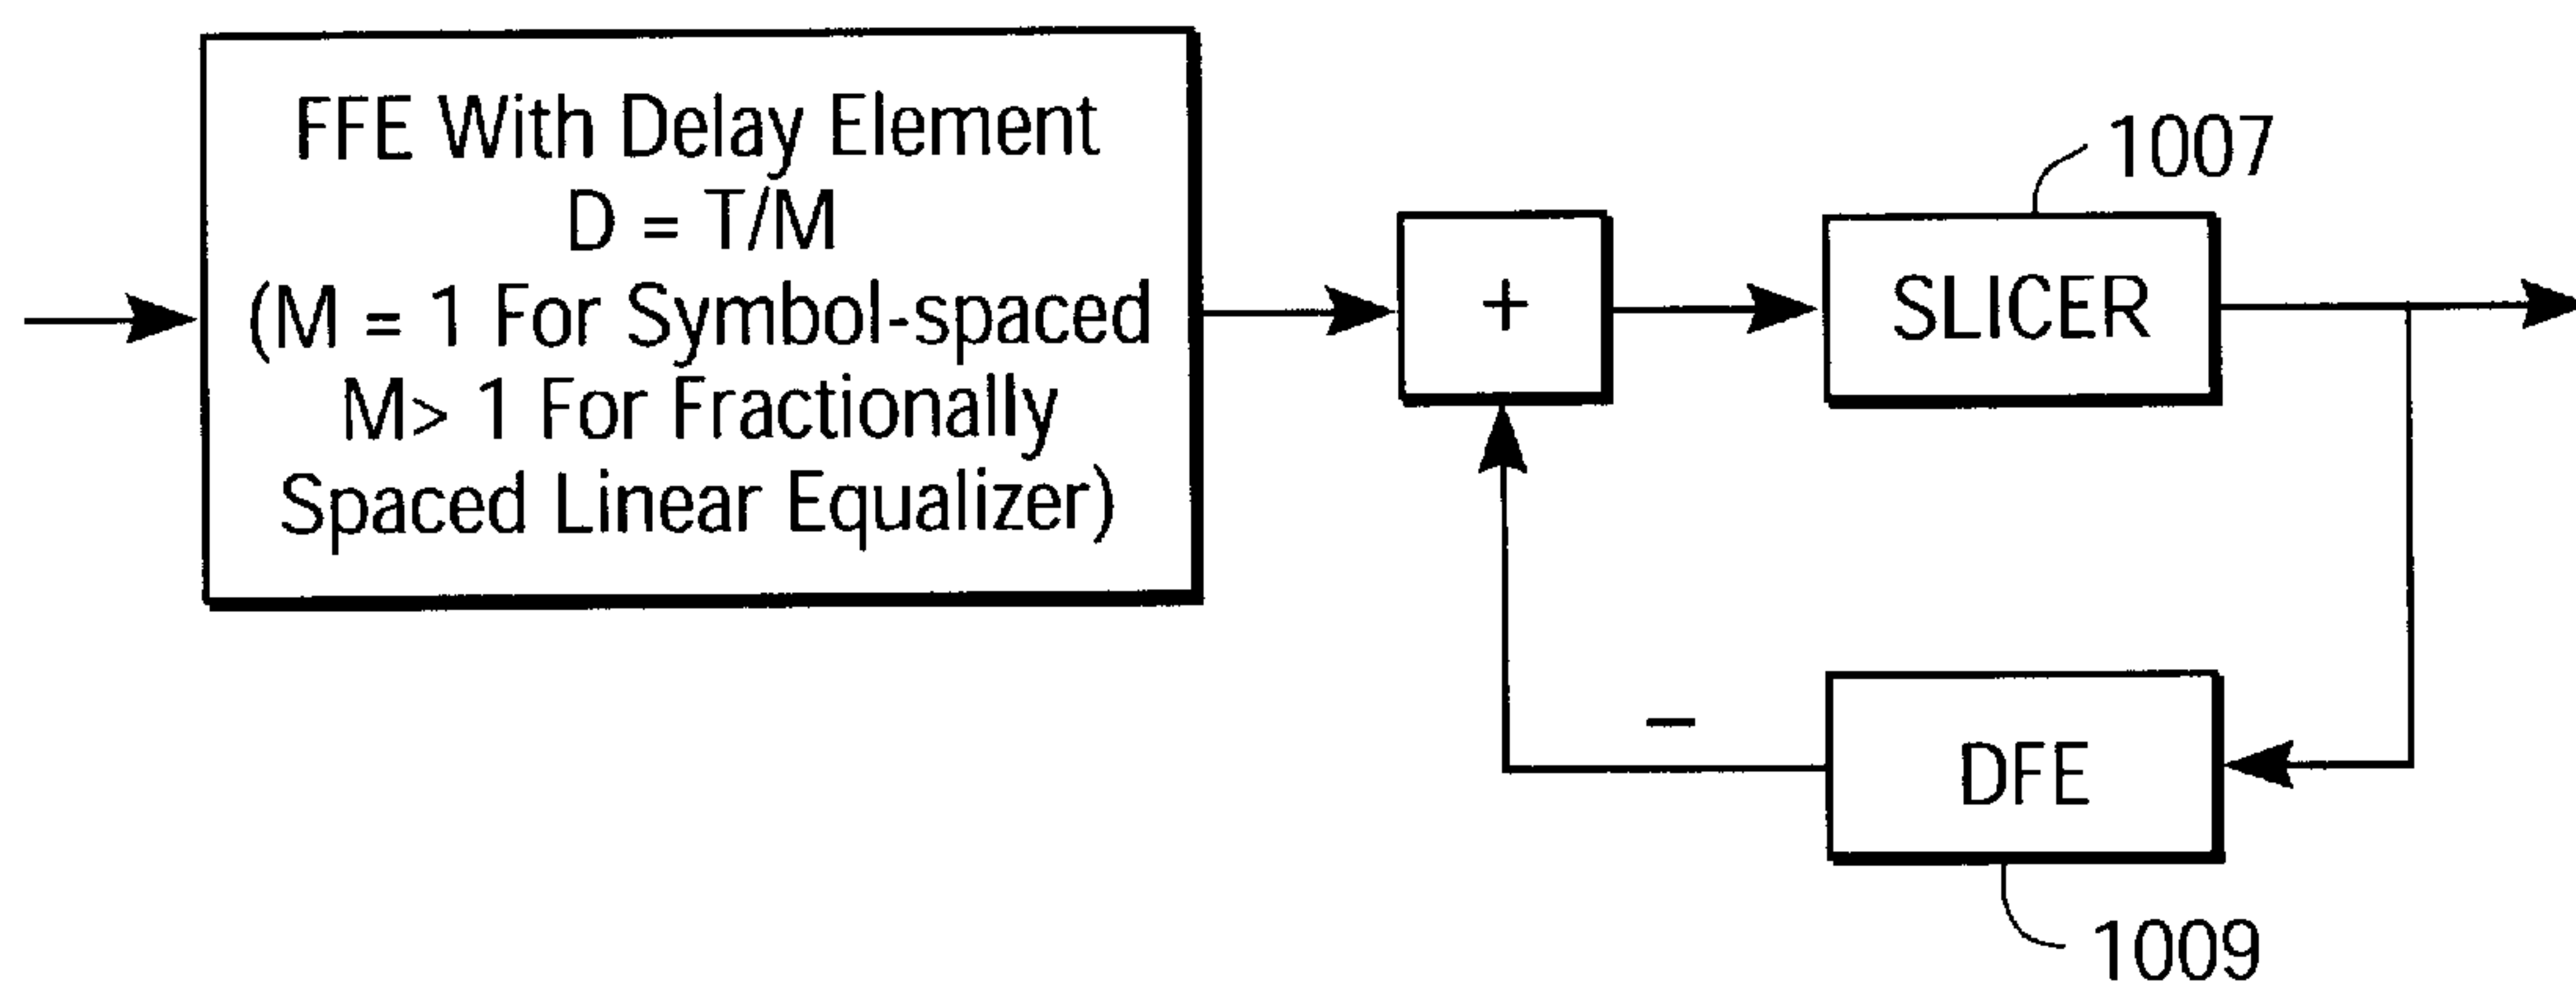 FFE With Delay Element
D = T/M
(M = 1 For Symbol-spaced
M> 1 For Fractionally
Spaced Linear Equalizer)
+
1007
SLICER
–
DFE
1009